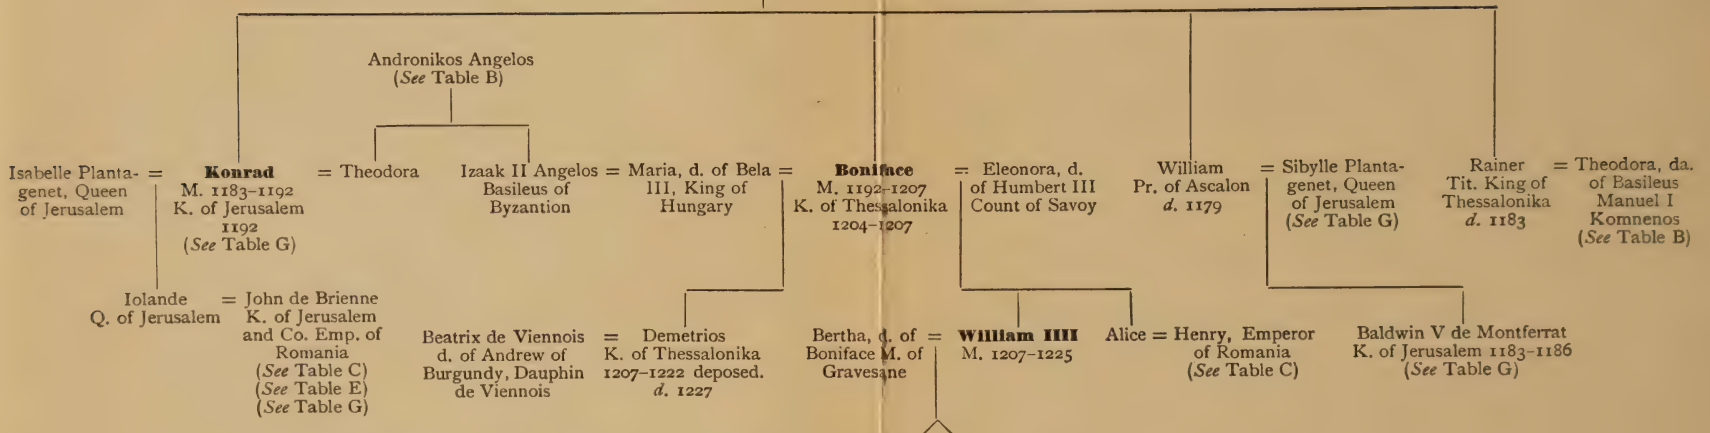 Andronikos Angelos
(See Table B)
Isabelle Planta-
genet, Queen
of Jerusalem
=
Konrad
M. 1183–1192
K. of Jerusalem
1192
(See Table G)
= Theodora
Izaak II Angelos
Basileus of
Byzantion
= Maria, d. of Bela
III, King of
Hungary
=
Boniface
M. 1192–1207
K. of Thessalonika
1204–1207
= Eleonora, d.
of Humbert III
Count of Savoy
William
Pr. of Ascalon
d. 1179
= Sibylle Planta-
genet, Queen
of Jerusalem
(See Table G)
Rainer
Tit. King of
Thessalonika
d. 1183
= Theodora, da.
of Basileus
Manuel I
Komnenos
(See Table B)
Iolande
Q. of Jerusalem
= John de Brienne
K. of Jerusalem
and Co. Emp. of
Romania
(See Table C)
(See Table E)
(See Table G)
Beatrix de Viennois
d. of Andrew of
Burgundy, Dauphin
de Viennois
=
Demetrios
K. of Thessalonika
1207–1222 deposed.
d. 1227
Bertha, d. of
Boniface M. of
Gravesane
=
William IIII
M. 1207–1225
Alice = Henry, Emperor
of Romania
(See Table C)
Baldwin V de Montferrat
K. of Jerusalem 1183–1186
(See Table G)